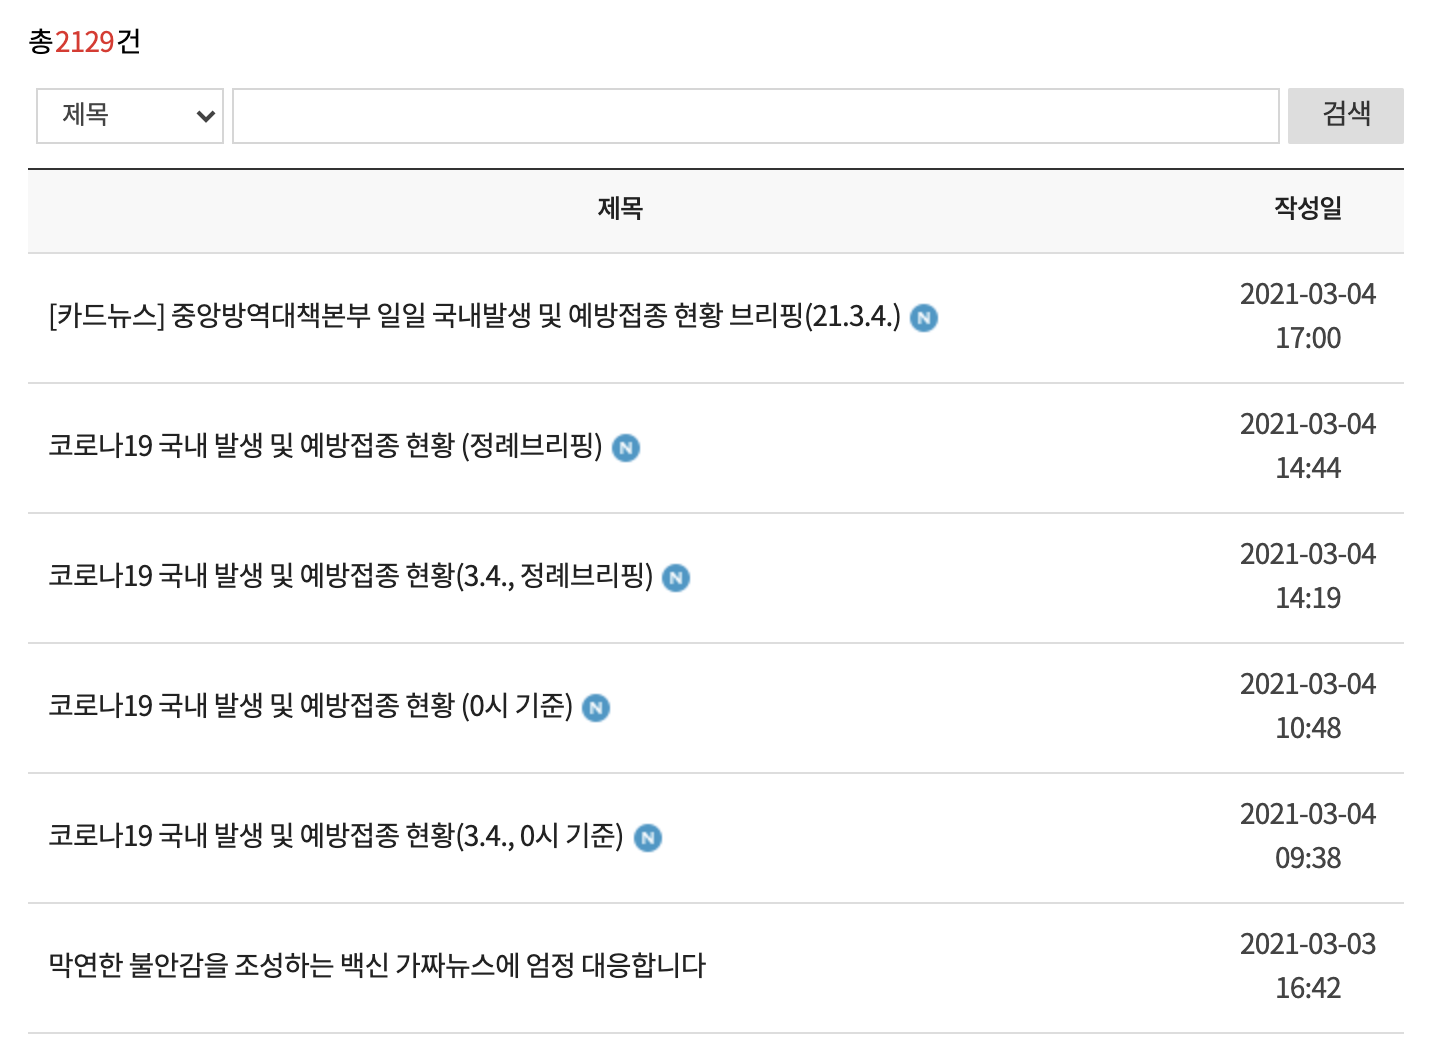 총2129건
제목 검색
제목 작성일
[카드뉴스] 중앙방역대책본부 일일 국내발생 및 예방접종 현황 브리핑(21.3.4.) N 2021-03-04
17:00
코로나19 국내 발생 및 예방접종 현황 (정례브리핑) N 2021-03-04
14:44
코로나19 국내 발생 및 예방접종 현황(3.4., 정례브리핑) N 2021-03-04
14:19
코로나19 국내 발생 및 예방접종 현황 (0시 기준) N 2021-03-04
10:48
코로나19 국내 발생 및 예방접종 현황(3.4., 0시 기준) N 2021-03-04
09:38
막연한 불안감을 조성하는 백신 가짜뉴스에 엄정 대응합니다 2021-03-03
16:42